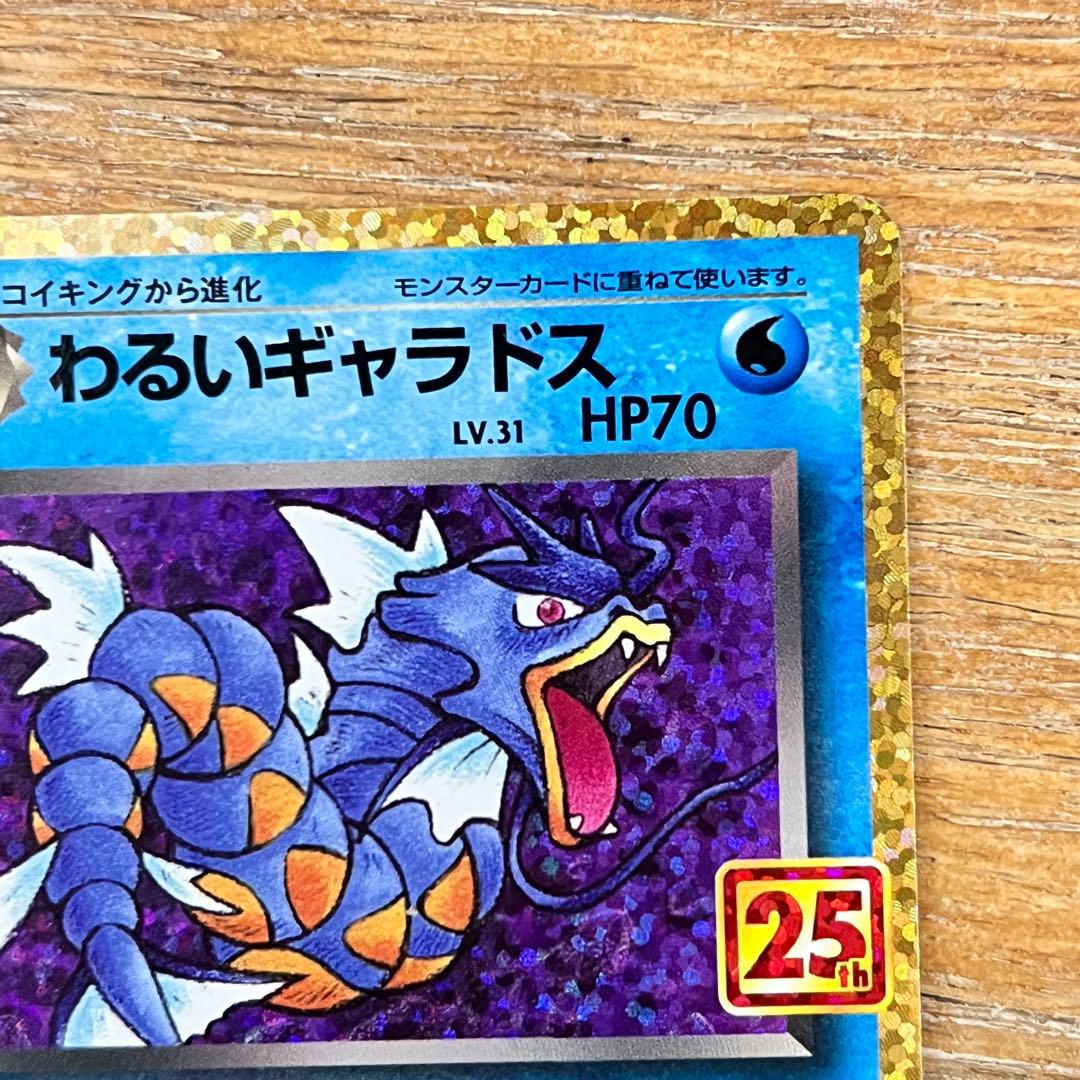 コイキングから進化
モンスターカードに重ねて使います。
わるいギャラドス
LV.31 HP70
25th